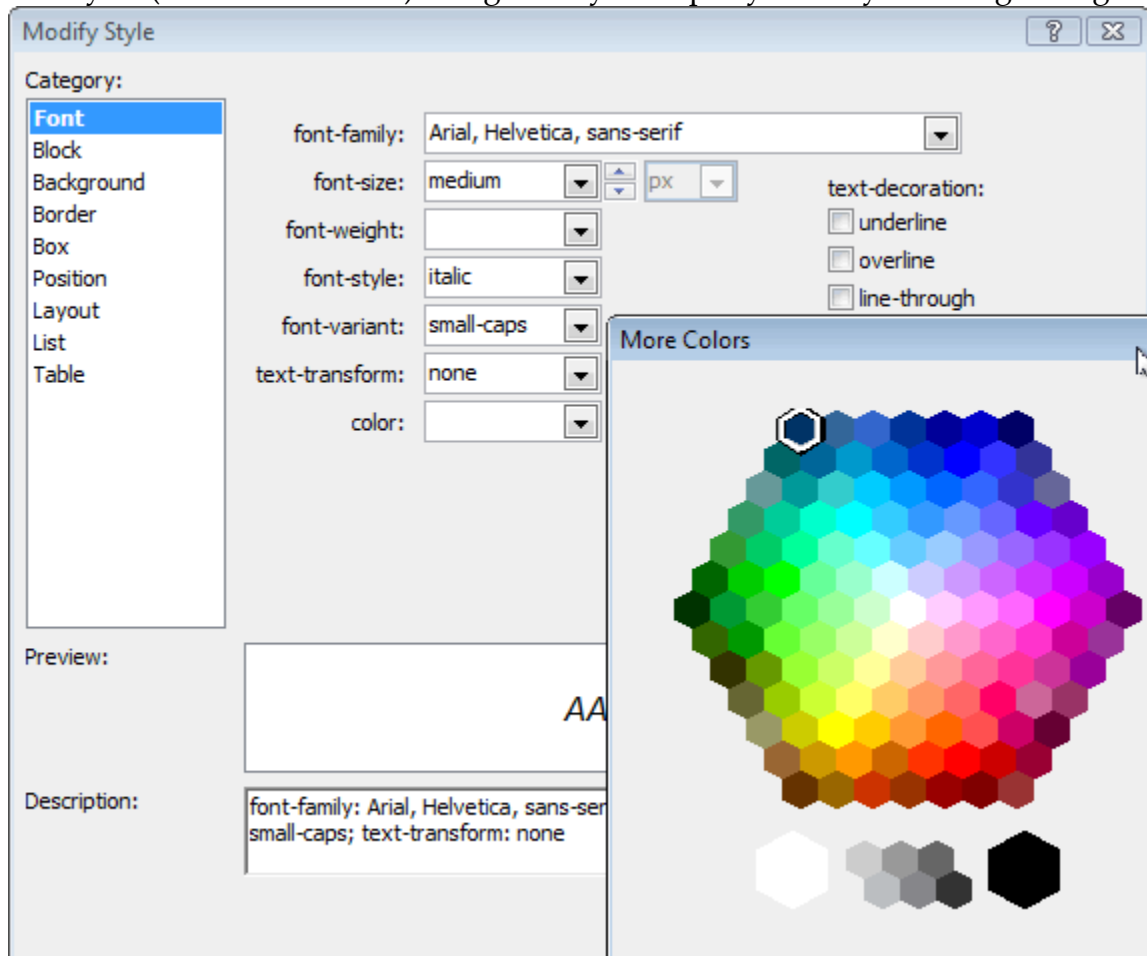 Modify Style
Category:
Font
Block
Background
Border
Box
Position
Layout
List
Table
font-family: Arial, Helvetica, sans-serif
font-size: medium px
font-weight:
font-style: italic
font-variant: small-caps
text-transform: none
color:
text-decoration:
underline
overline
line-through
More Colors
Preview:
AA
Description:
font-family: Arial, Helvetica, sans-ser
small-caps; text-transform: none